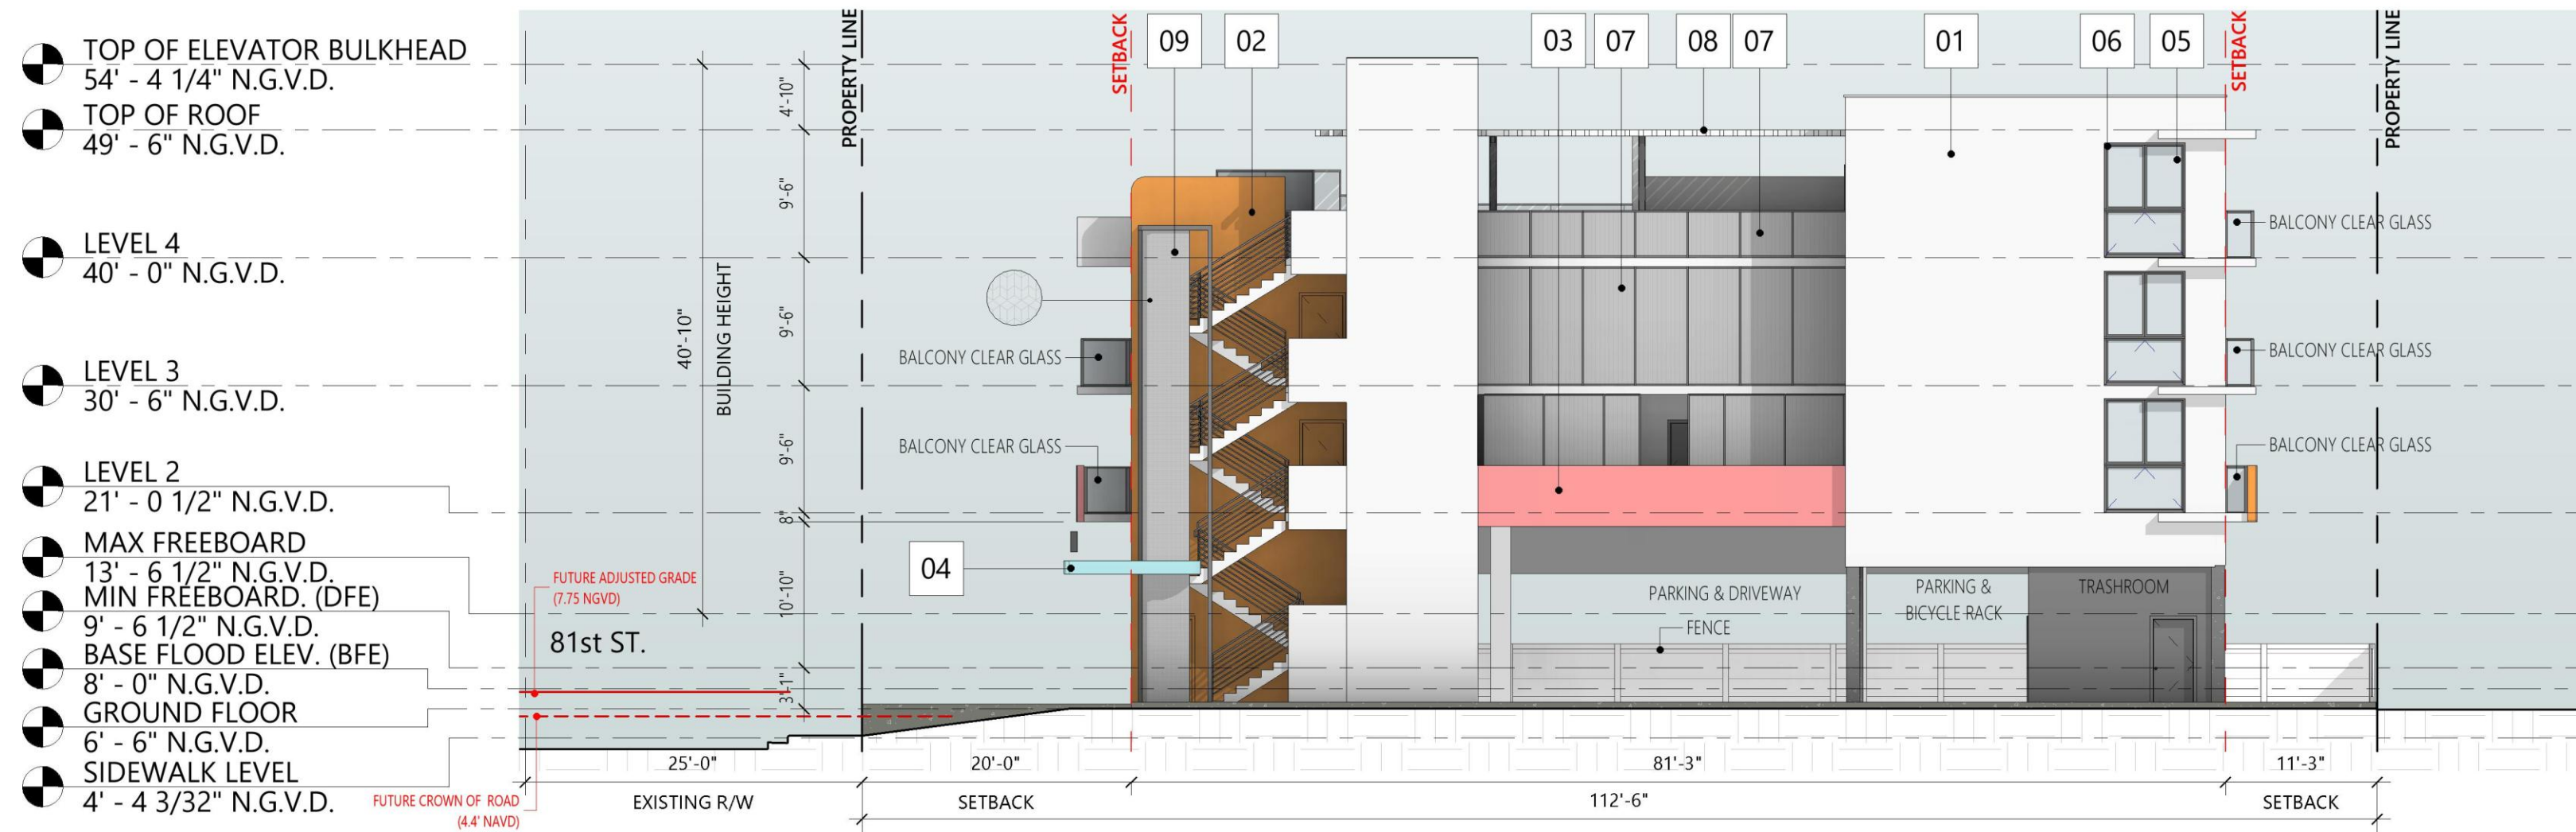 TOP OF ELEVATOR BULKHEAD
54' - 4 1/4" N.G.V.D.
TOP OF ROOF
49' - 6" N.G.V.D.
LEVEL 4
40' - 0" N.G.V.D.
LEVEL 3
30' - 6" N.G.V.D.
LEVEL 2
21' - 0 1/2" N.G.V.D.
MAX FREEBOARD
13' - 6 1/2" N.G.V.D.
MIN FREEBOARD. (DFE)
9' - 6 1/2" N.G.V.D.
BASE FLOOD ELEV. (BFE)
8' - 0" N.G.V.D.
GROUND FLOOR
6' - 6" N.G.V.D.
SIDEWALK LEVEL
4' - 4 3/32" N.G.V.D.
FUTURE CROWN OF ROAD
(4.4' NAVD)
FUTURE ADJUSTED GRADE
(7.75 NGVD)
81st ST.
40'-10"
BUILDING HEIGHT
4'-10"
9'-6"
9'-6"
9'-6"
8"
10'-10"
3'-1"
PROPERTY LINE
SETBACK
09
02
03
07
08
07
01
06
05
SETBACK
PROPERTY LINE
BALCONY CLEAR GLASS
BALCONY CLEAR GLASS
04
BALCONY CLEAR GLASS
BALCONY CLEAR GLASS
BALCONY CLEAR GLASS
PARKING & DRIVEWAY
FENCE
PARKING &
BICYCLE RACK
TRASHROOM
25'-0"
20'-0"
81'-3"
11'-3"
EXISTING R/W
SETBACK
112'-6"
SETBACK